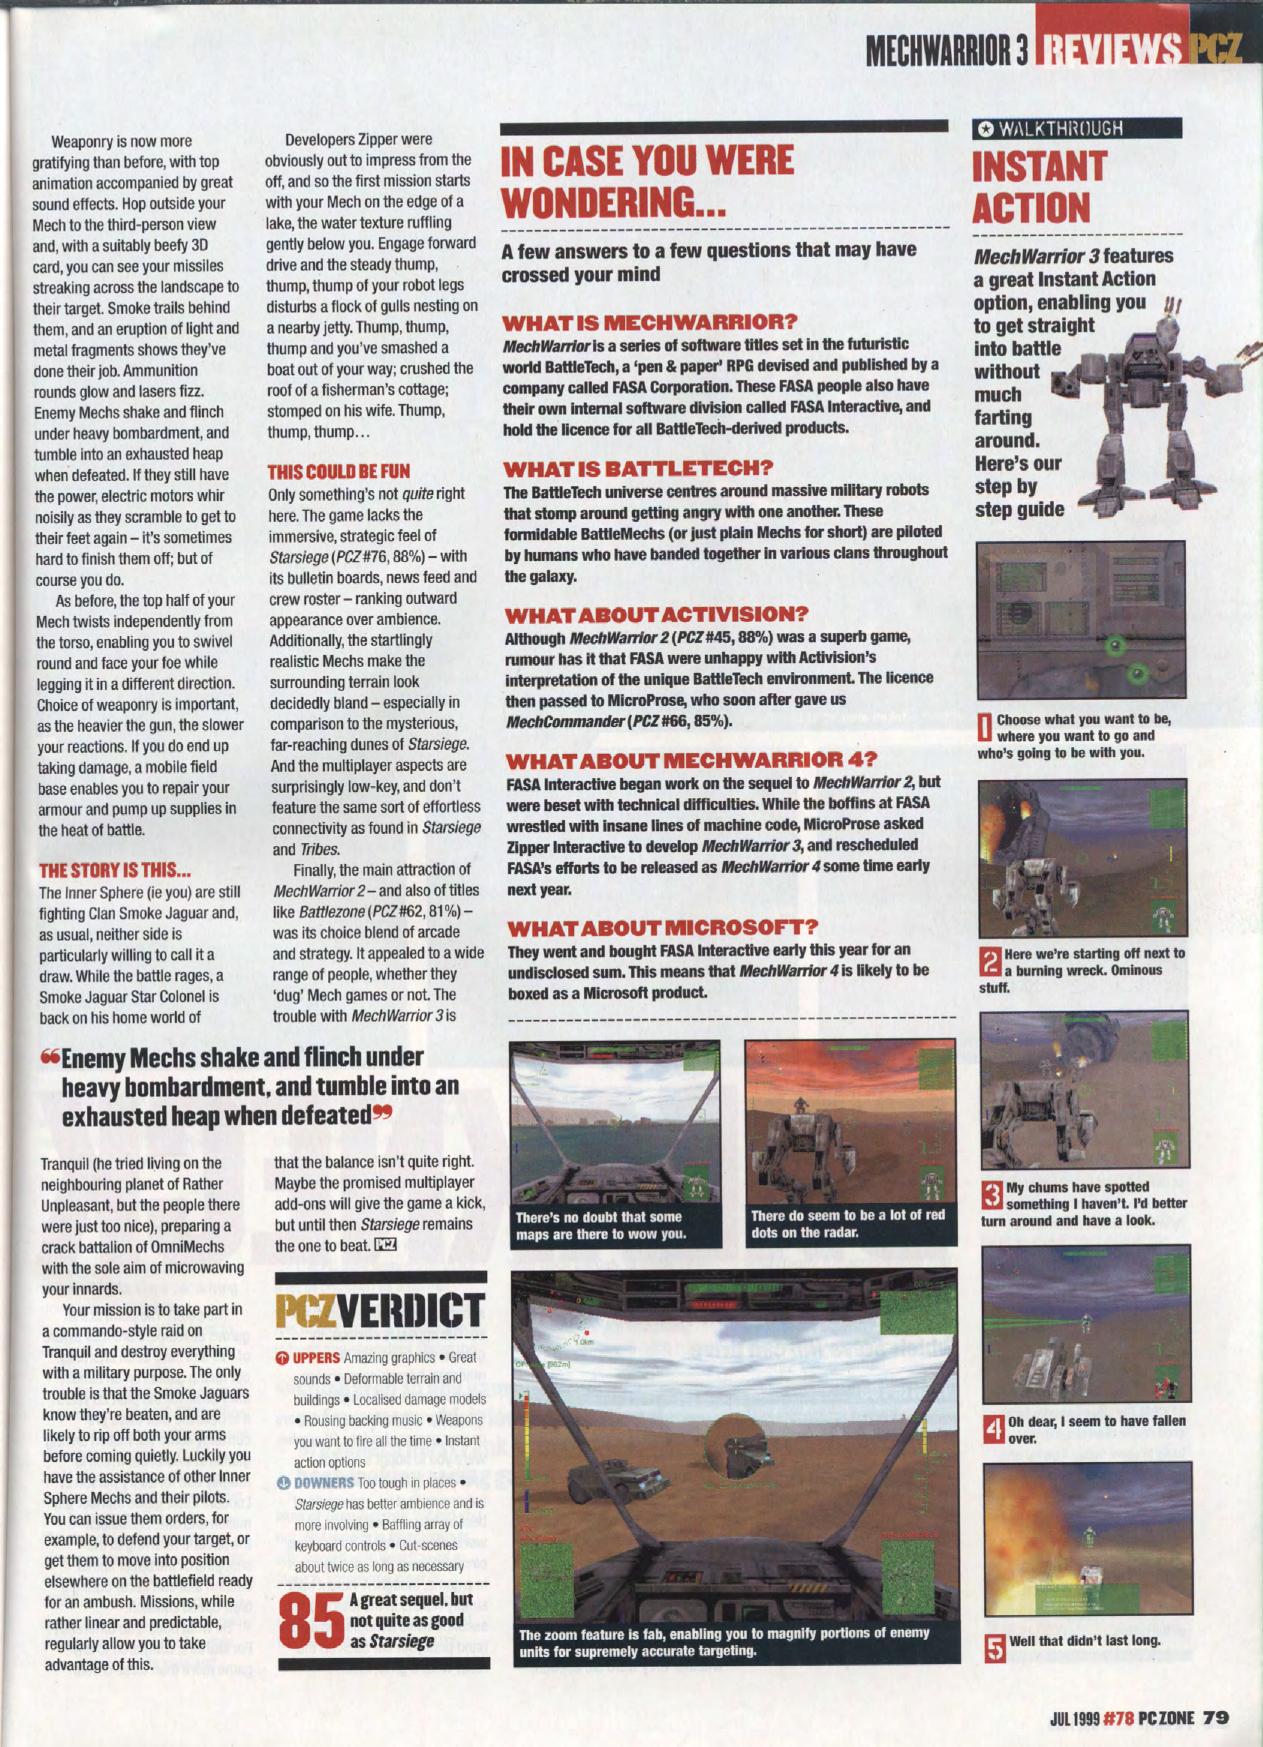 MECHWARRIOR 3 REVIEWS PCZ
Weaponry is now more
gratifying than before, with top
animation accompanied by great
sound effects. Hop outside your
Mech to the third-person view
and, with a suitably beefy 3D
card, you can see your missiles
streaking across the landscape to
their target. Smoke trails behind
them, and an eruption of light and
metal fragments shows they've
done their job. Ammunition
rounds glow and lasers fizz.
Enemy Mechs shake and flinch
under heavy bombardment, and
tumble into an exhausted heap
when defeated. If they still have
the power, electric motors whir
noisily as they scramble to get to
their feet again – it's sometimes
hard to finish them off; but of
course you do.
As before, the top half of your
Mech twists independently from
the torso, enabling you to swivel
round and face your foe while
legging it in a different direction.
Choice of weaponry is important,
as the heavier the gun, the slower
your reactions. If you do end up
taking damage, a mobile field
base enables you to repair your
armour and pump up supplies in
the heat of battle.
THE STORY IS THIS...
The Inner Sphere (ie you) are still
fighting Clan Smoke Jaguar and,
as usual, neither side is
particularly willing to call it a
draw. While the battle rages, a
Smoke Jaguar Star Colonel is
back on his home world of
Tranquil (he tried living on the
neighbouring planet of Rather
Unpleasant, but the people there
were just too nice), preparing a
crack battalion of OmniMechs
with the sole aim of microwaving
your innards.
Your mission is to take part in
a commando-style raid on
Tranquil and destroy everything
with a military purpose. The only
trouble is that the Smoke Jaguars
know they're beaten, and are
likely to rip off both your arms
before coming quietly. Luckily you
have the assistance of other Inner
Sphere Mechs and their pilots.
You can issue them orders, for
example, to defend your target, or
get them to move into position
elsewhere on the battlefield ready
for an ambush. Missions, while
rather linear and predictable,
regularly allow you to take
advantage of this.
Developers Zipper were
obviously out to impress from the
off, and so the first mission starts
with your Mech on the edge of a
lake, the water texture ruffling
gently below you. Engage forward
drive and the steady thump,
thump, thump of your robot legs
disturbs a flock of gulls nesting on
a nearby jetty. Thump, thump,
thump and you've smashed a
boat out of your way; crushed the
roof of a fisherman's cottage;
stomped on his wife. Thump,
thump, thump...
THIS COULD BE FUN
Only something's not quite right
here. The game lacks the
immersive, strategic feel of
Starsiege (PCZ #76, 88%) – with
its bulletin boards, news feed and
crew roster – ranking outward
appearance over ambience.
Additionally, the startlingly
realistic Mechs make the
surrounding terrain look
decidedly bland – especially in
comparison to the mysterious,
far-reaching dunes of Starsiege.
And the multiplayer aspects are
surprisingly low-key, and don't
feature the same sort of effortless
connectivity as found in Starsiege
and Tribes.
Finally, the main attraction of
MechWarrior 2 – and also of titles
like Battlezone (PCZ #62, 81%) –
was its choice blend of arcade
and strategy. It appealed to a wide
range of people, whether they
'dug' Mech games or not. The
trouble with MechWarrior 3 is
that the balance isn't quite right.
Maybe the promised multiplayer
add-ons will give the game a kick,
but until then Starsiege remains
the one to beat. PCZ
“Enemy Mechs shake and flinch under
heavy bombardment, and tumble into an
exhausted heap when defeated”
PCZVERDICT
UPPERS Amazing graphics • Great
sounds • Deformable terrain and
buildings • Localised damage models
• Rousing backing music • Weapons
you want to fire all the time • Instant
action options
DOWNERS Too tough in places •
Starsiege has better ambience and is
more involving • Baffling array of
keyboard controls • Cut-scenes
about twice as long as necessary
85 A great sequel, but
not quite as good
as Starsiege
IN CASE YOU WERE
WONDERING...
A few answers to a few questions that may have
crossed your mind
WHAT IS MECHWARRIOR?
MechWarrior is a series of software titles set in the futuristic
world BattleTech, a 'pen & paper' RPG devised and published by a
company called FASA Corporation. These FASA people also have
their own internal software division called FASA Interactive, and
hold the licence for all BattleTech-derived products.
WHAT IS BATTLETECH?
The BattleTech universe centres around massive military robots
that stomp around getting angry with one another. These
formidable BattleMechs (or just plain Mechs for short) are piloted
by humans who have banded together in various clans throughout
the galaxy.
WHAT ABOUT ACTIVISION?
Although MechWarrior 2 (PCZ #45, 88%) was a superb game,
rumour has it that FASA were unhappy with Activision's
interpretation of the unique BattleTech environment. The licence
then passed to MicroProse, who soon after gave us
MechCommander (PCZ #66, 85%).
WHAT ABOUT MECHWARRIOR 4?
FASA Interactive began work on the sequel to MechWarrior 2, but
were beset with technical difficulties. While the boffins at FASA
wrestled with insane lines of machine code, MicroProse asked
Zipper Interactive to develop MechWarrior 3, and rescheduled
FASA's efforts to be released as MechWarrior 4 some time early
next year.
WHAT ABOUT MICROSOFT?
They went and bought FASA Interactive early this year for an
undisclosed sum. This means that MechWarrior 4 is likely to be
boxed as a Microsoft product.
There's no doubt that some
maps are there to wow you.
There do seem to be a lot of red
dots on the radar.
The zoom feature is fab, enabling you to magnify portions of enemy
units for supremely accurate targeting.
WALKTHROUGH
INSTANT
ACTION
MechWarrior 3 features
a great Instant Action
option, enabling you
to get straight
into battle
without
much
farting
around.
Here's our
step by
step guide
1 Choose what you want to be,
where you want to go and
who's going to be with you.
2 Here we're starting off next to
a burning wreck. Ominous
stuff.
3 My chums have spotted
something I haven't. I'd better
turn around and have a look.
4 Oh dear, I seem to have fallen
over.
5 Well that didn't last long.
JUL 1999 #78 PC ZONE 79